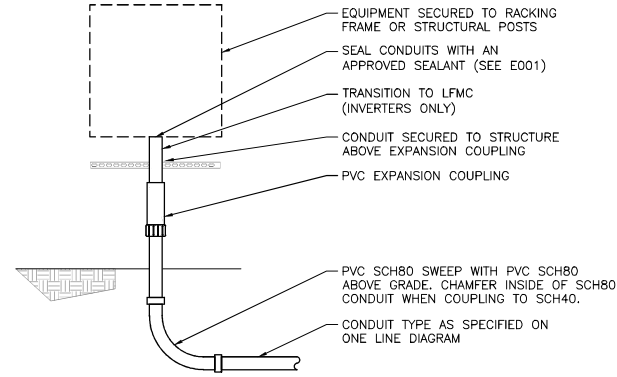 EQUIPMENT SECURED TO RACKING
FRAME OR STRUCTURAL POSTS
SEAL CONDUITS WITH AN
APPROVED SEALANT (SEE E001)
TRANSITION TO LFMC
(INVERTERS ONLY)
CONDUIT SECURED TO STRUCTURE
ABOVE EXPANSION COUPLING
PVC EXPANSION COUPLING
PVC SCH80 SWEEP WITH PVC SCH80
ABOVE GRADE. CHAMFER INSIDE OF SCH80
CONDUIT WHEN COUPLING TO SCH40.
CONDUIT TYPE AS SPECIFIED ON
ONE LINE DIAGRAM